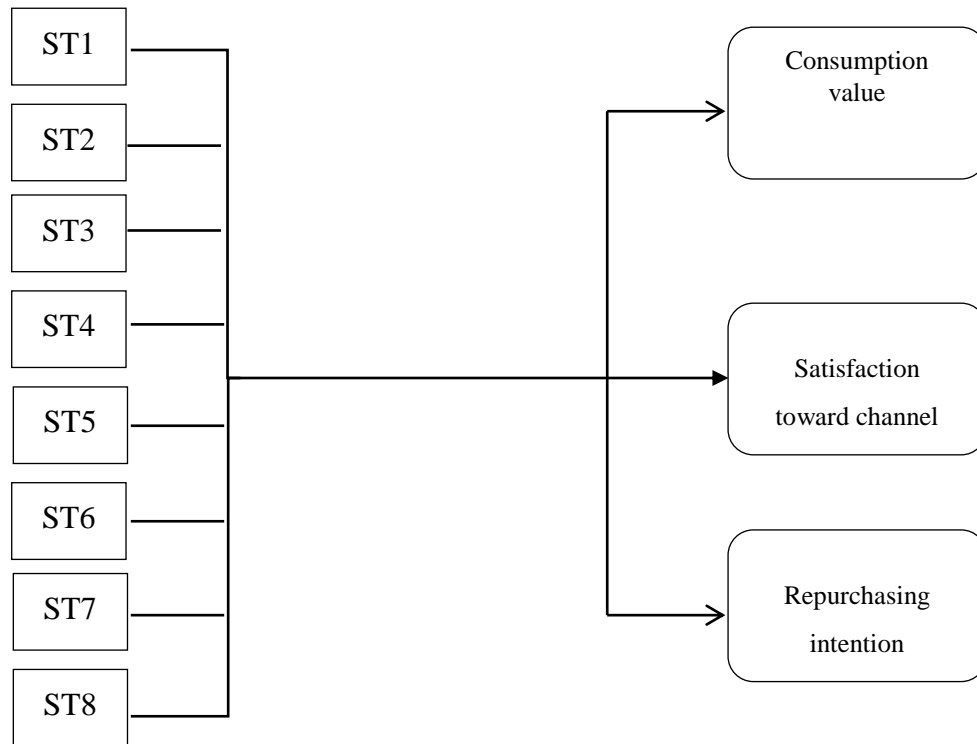 ST1
ST2
ST3
ST4
ST5
ST6
ST7
ST8
Consumption
value
Satisfaction
toward channel
Repurchasing
intention